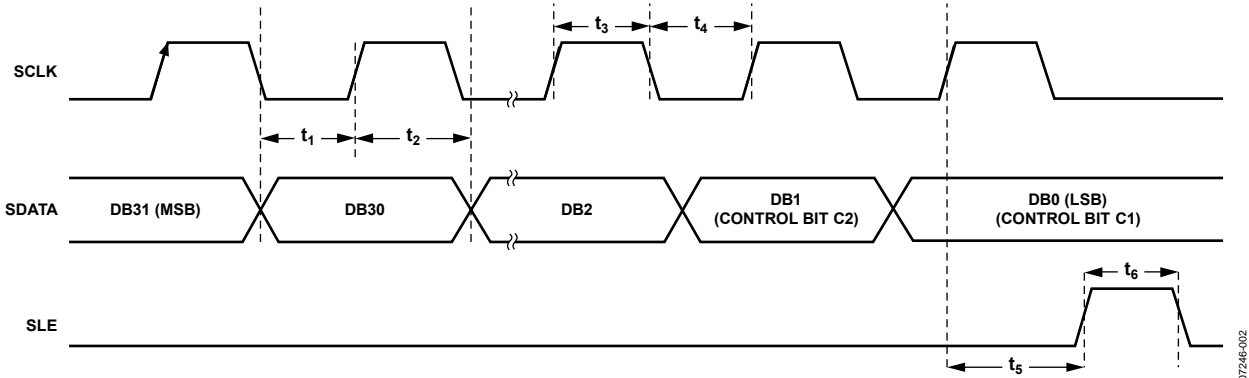 t3
t4
SCLK
t1
t2
SDATA
DB31 (MSB)
DB30
DB2
DB1
(CONTROL BIT C2)
DB0 (LSB)
(CONTROL BIT C1)
t6
SLE
t5
07246-002